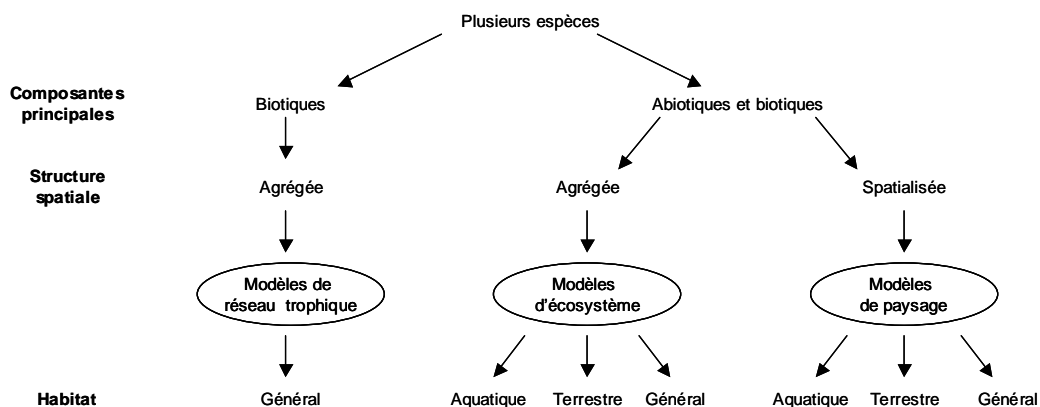 Plusieurs espèces
Composantes
principales
Biotiques
Abiotiques et biotiques
Structure
spatiale
Agrégée
Agrégée
Spatialisée
Modèles de
réseau trophique
Modèles
d'écosystème
Modèles
de paysage
Habitat
Général
Aquatique
Terrestre
Général
Aquatique
Terrestre
Général